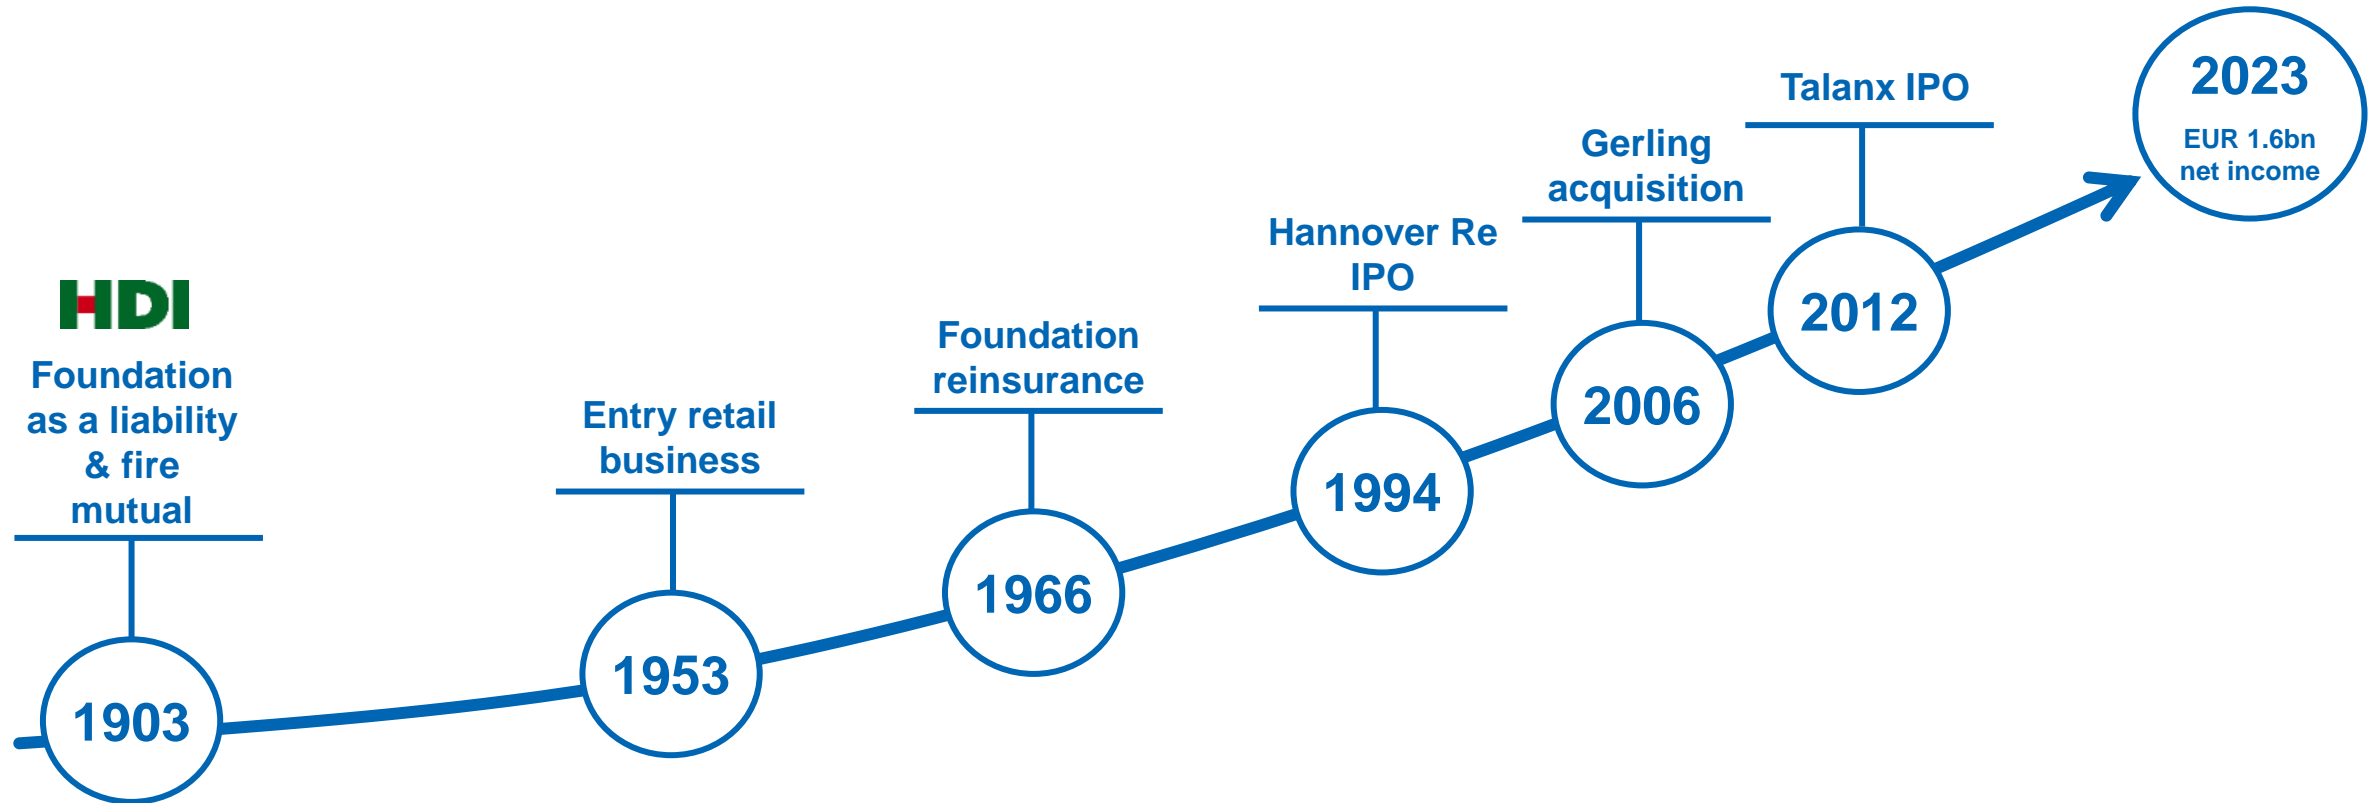 HDI
Foundation
as a liability
& fire
mutual
1903
Entry retail
business
1953
Foundation
reinsurance
1966
Hannover Re
IPO
1994
Gerling
acquisition
2006
Talanx IPO
2012
2023
EUR 1.6bn
net income